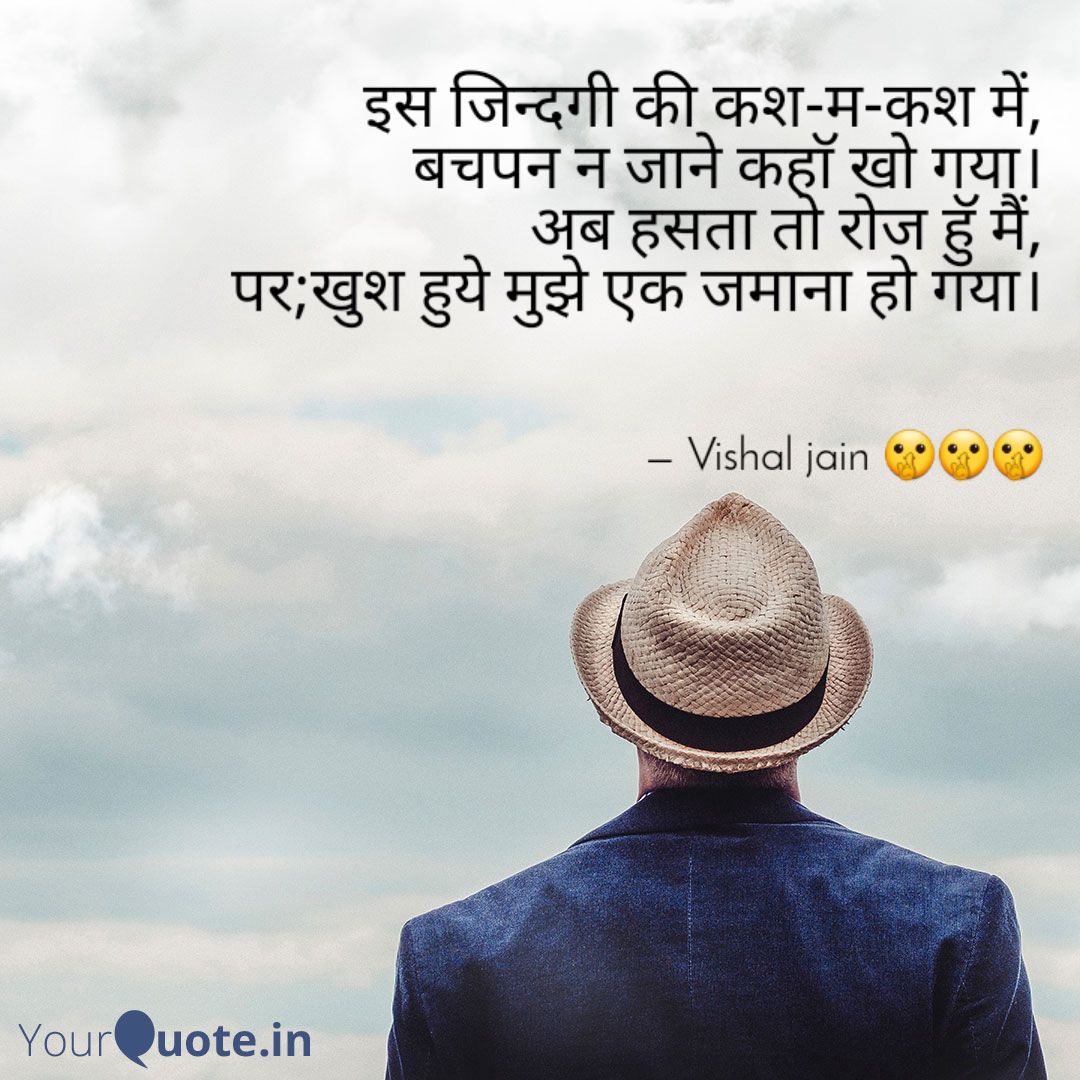 इस जिन्दगी की कश-म-कश में,
बचपन न जाने कहॉ खो गया।
अब हसता तो रोज हुॅ मैं,
पर;खुश हुये मुझे एक जमाना हो गया।
– Vishal jain 🤫🤫🤫
YourQuote.in